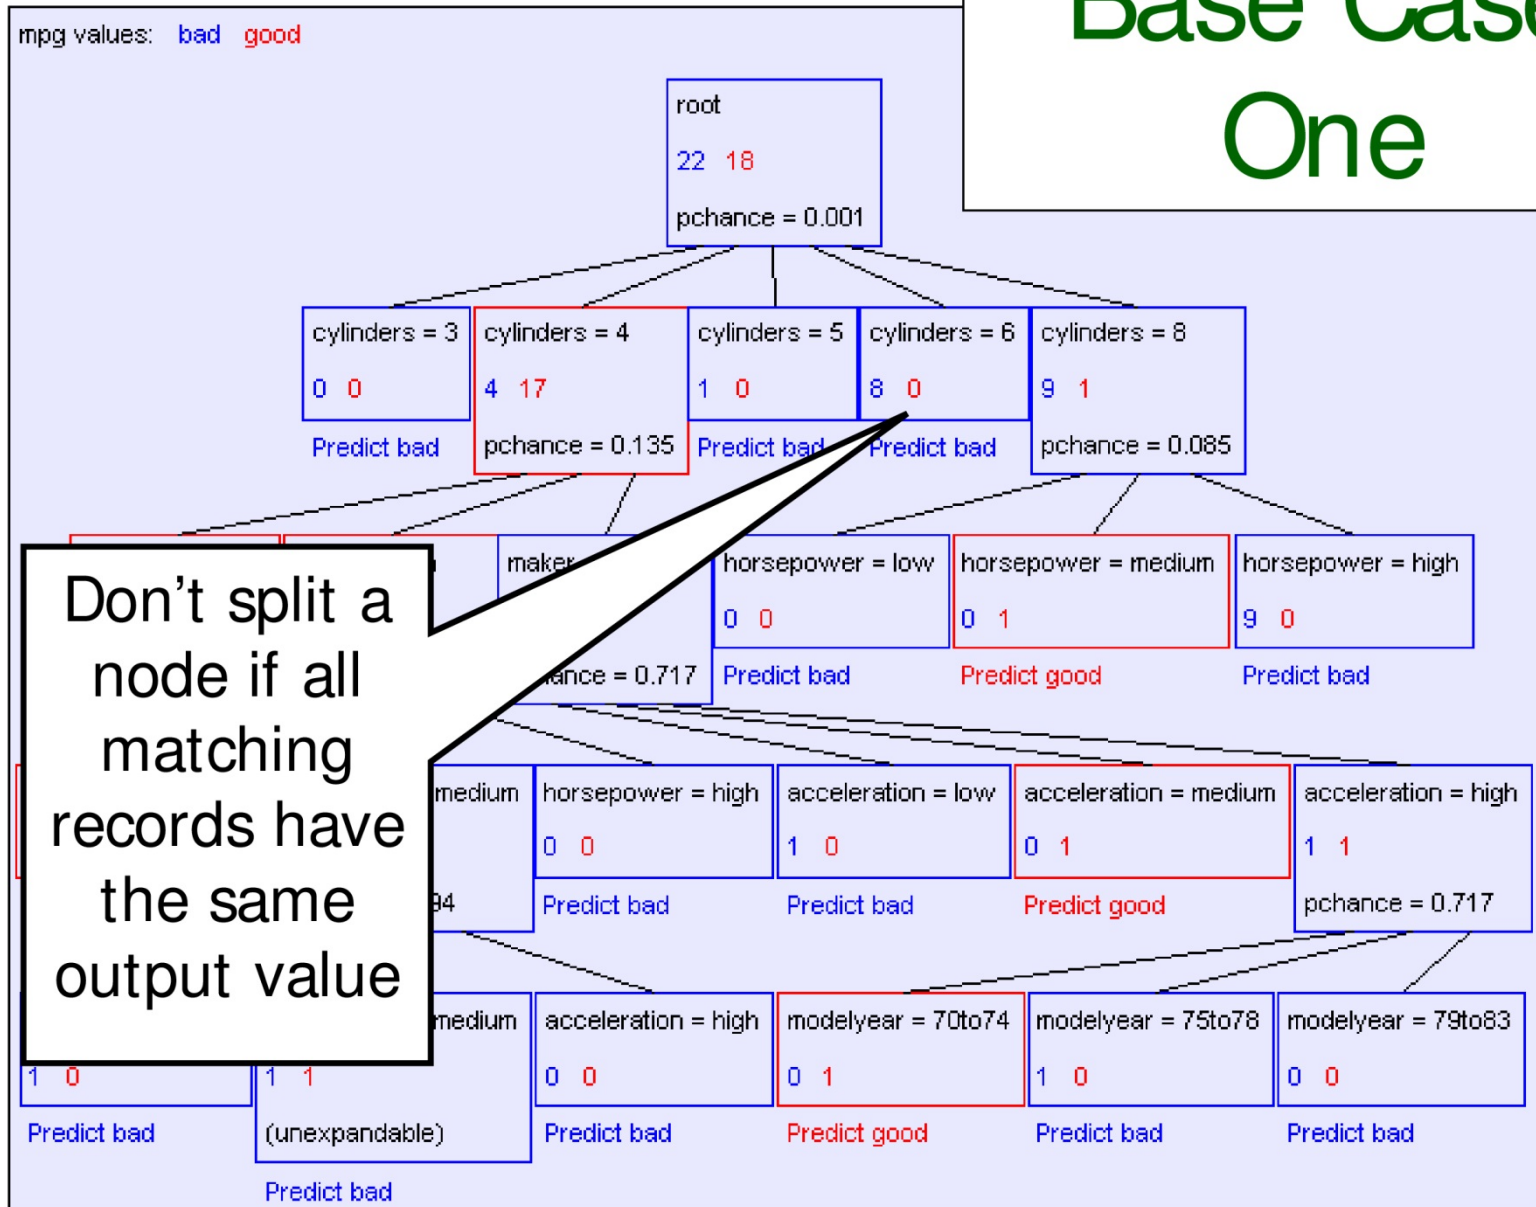 Base Case
One
mpg values: bad good
root
22 18
pchance = 0.001
cylinders = 3 cylinders = 4 cylinders = 5 cylinders = 6 cylinders = 8
0 0 4 17 1 0 8 0 9 1
Predict bad pchance = 0.135 Predict bad Predict bad pchance = 0.085
maker horsepower = low horsepower = medium horsepower = high
0 0 0 1 9 0
= 0.717 Predict bad Predict good Predict bad
Don't split a
node if all
matching
records have
the same
output value
medium horsepower = high acceleration = low acceleration = medium acceleration = high
0 0 1 0 0 1 1 1
94 Predict bad Predict bad Predict good pchance = 0.717
medium acceleration = high modelyear = 70to74 modelyear = 75to78 modelyear = 79to83
1 0 1 1 0 0 0 1 1 0 0 0
Predict bad (unexpandable) Predict bad Predict good Predict bad Predict bad
Predict bad